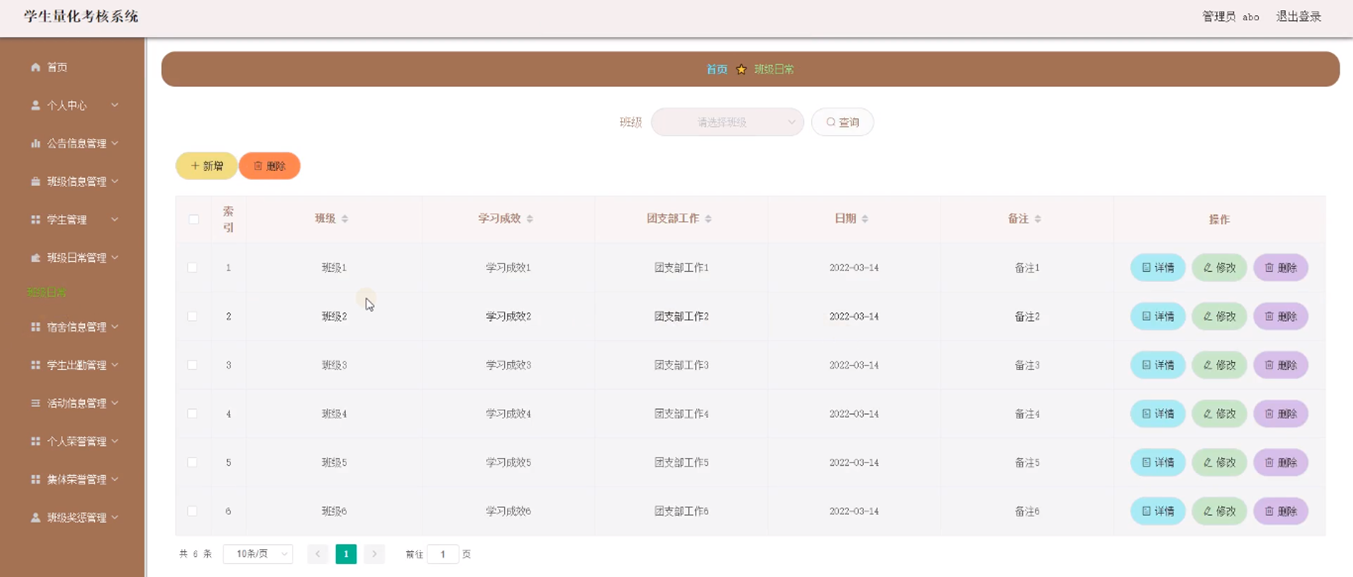 学生量化考核系统
管理员 abo 退出登录
首页
个人中心
公告信息管理
班级信息管理
学生管理
班级日常管理
班级日常
宿舍信息管理
学生出勤管理
活动信息管理
个人荣誉管理
集体荣誉管理
班级奖惩管理
首页 班级日常
班级 请选择班级 查询
新增 删除
索引 班级 学习成效 团支部工作 日期 备注 操作
1 班级1 学习成效1 团支部工作1 2022-03-14 备注1 详情 修改 删除
2 班级2 学习成效2 团支部工作2 2022-03-14 备注2 详情 修改 删除
3 班级3 学习成效3 团支部工作3 2022-03-14 备注3 详情 修改 删除
4 班级4 学习成效4 团支部工作4 2022-03-14 备注4 详情 修改 删除
5 班级5 学习成效5 团支部工作5 2022-03-14 备注5 详情 修改 删除
6 班级6 学习成效6 团支部工作6 2022-03-14 备注6 详情 修改 删除
共 6 条 10条/页 1 前往 1 页